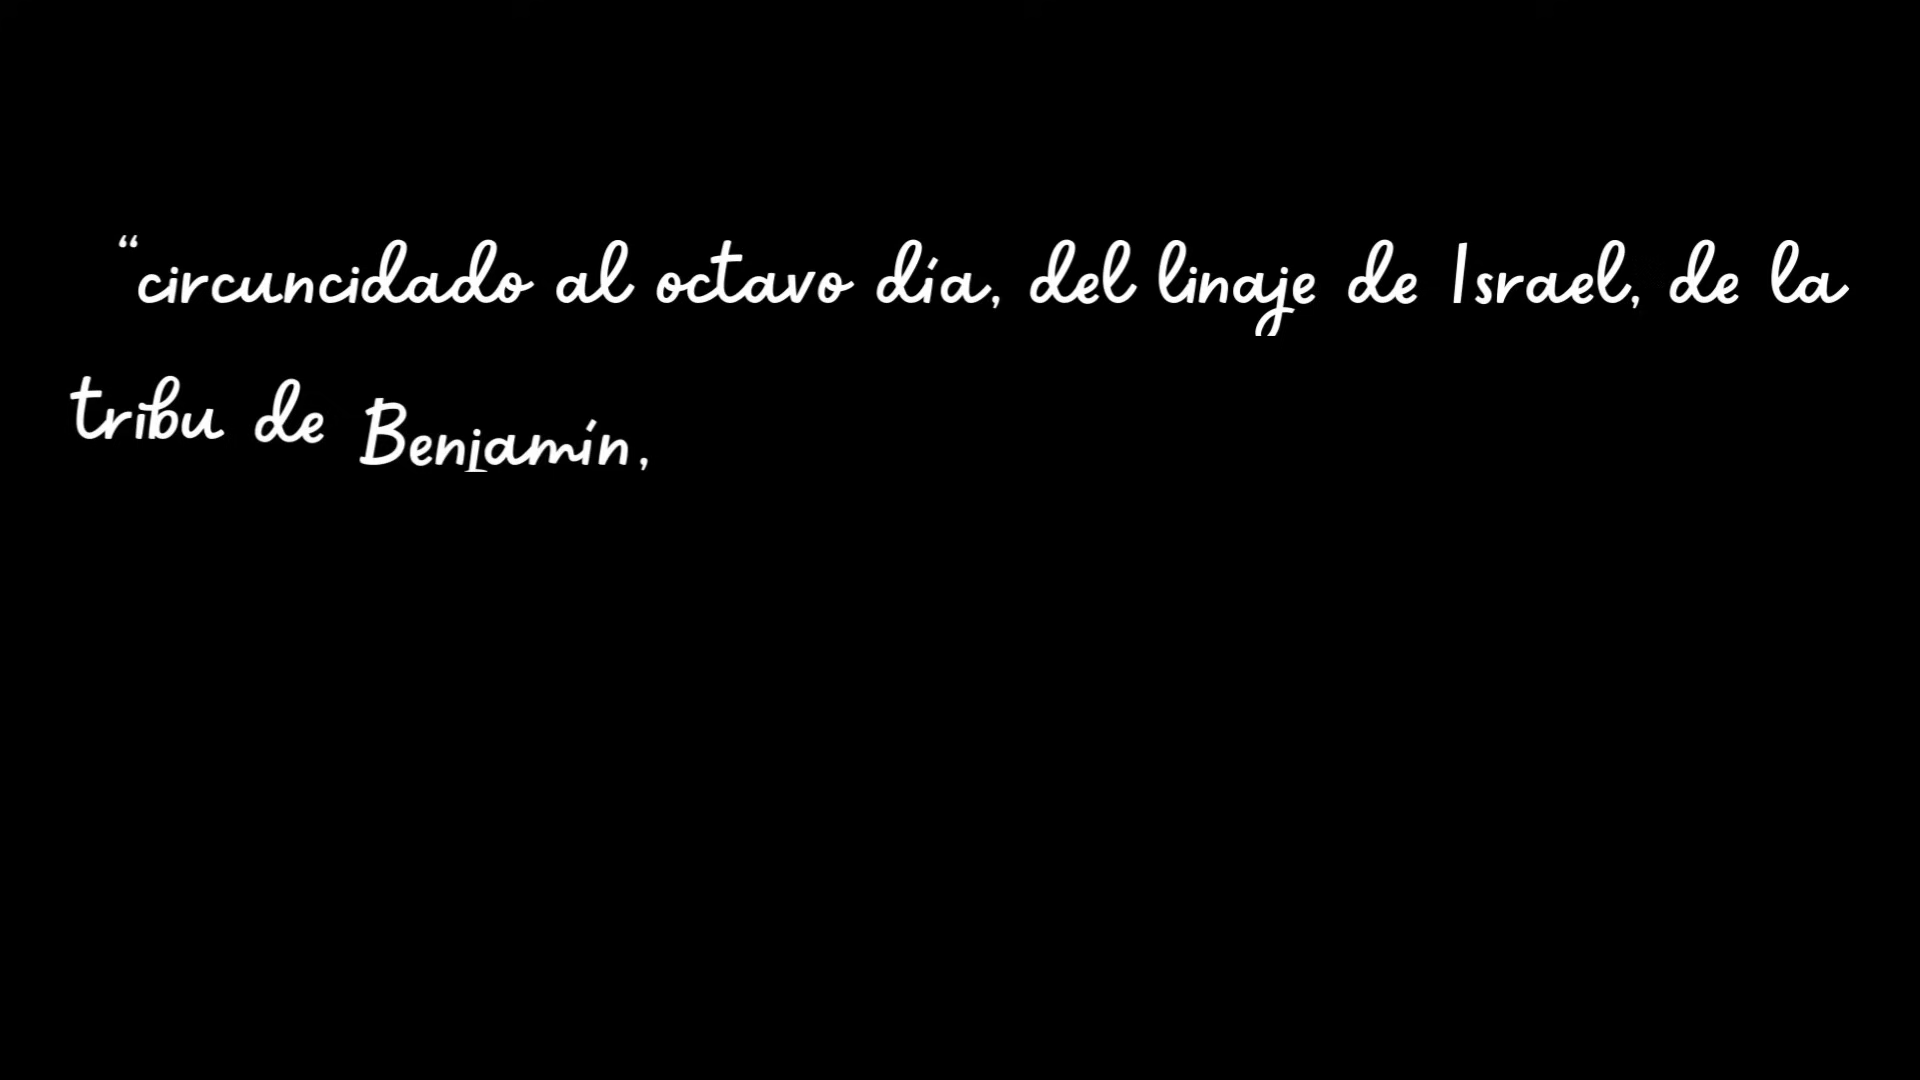 “circuncidado al octavo día, del linaje de Israel, de la
tribu de Benjamín,